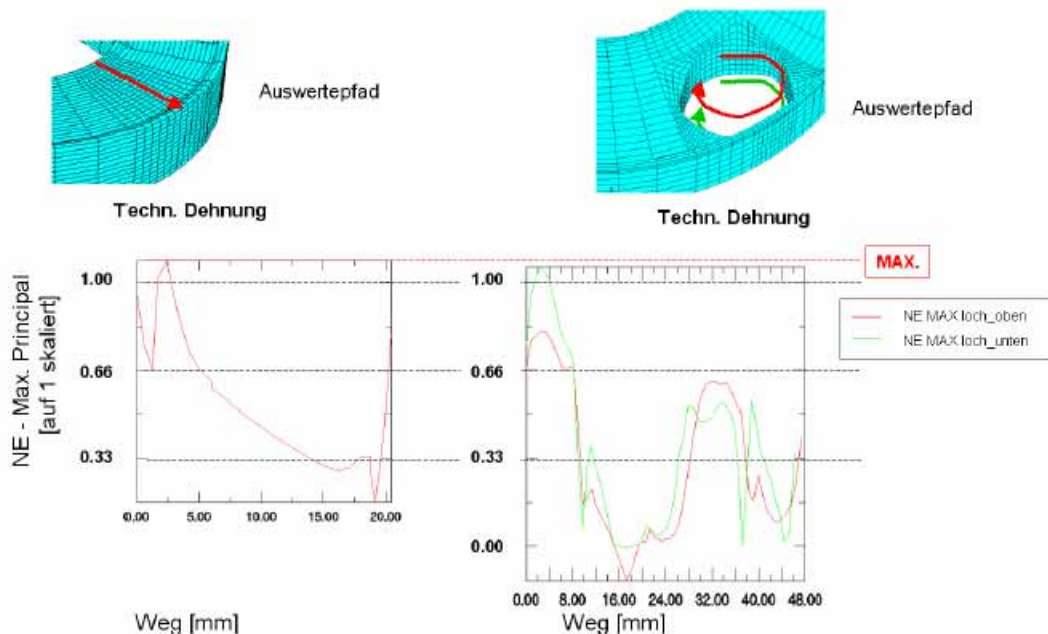 Auswertepfad
Auswertepfad
Techn. Dehnung
Techn. Dehnung
NE - Max. Principal
[auf 1 skaliert]
1.00
0.66
0.33
0.00 5.00 10.00 15.00 20.00
Weg [mm]
1.00
0.66
0.33
0.00
0.00 8.00 16.00 24.00 32.00 40.00 48.00
Weg [mm]
MAX.
NE MAX loch_oben
NE MAX loch_unten